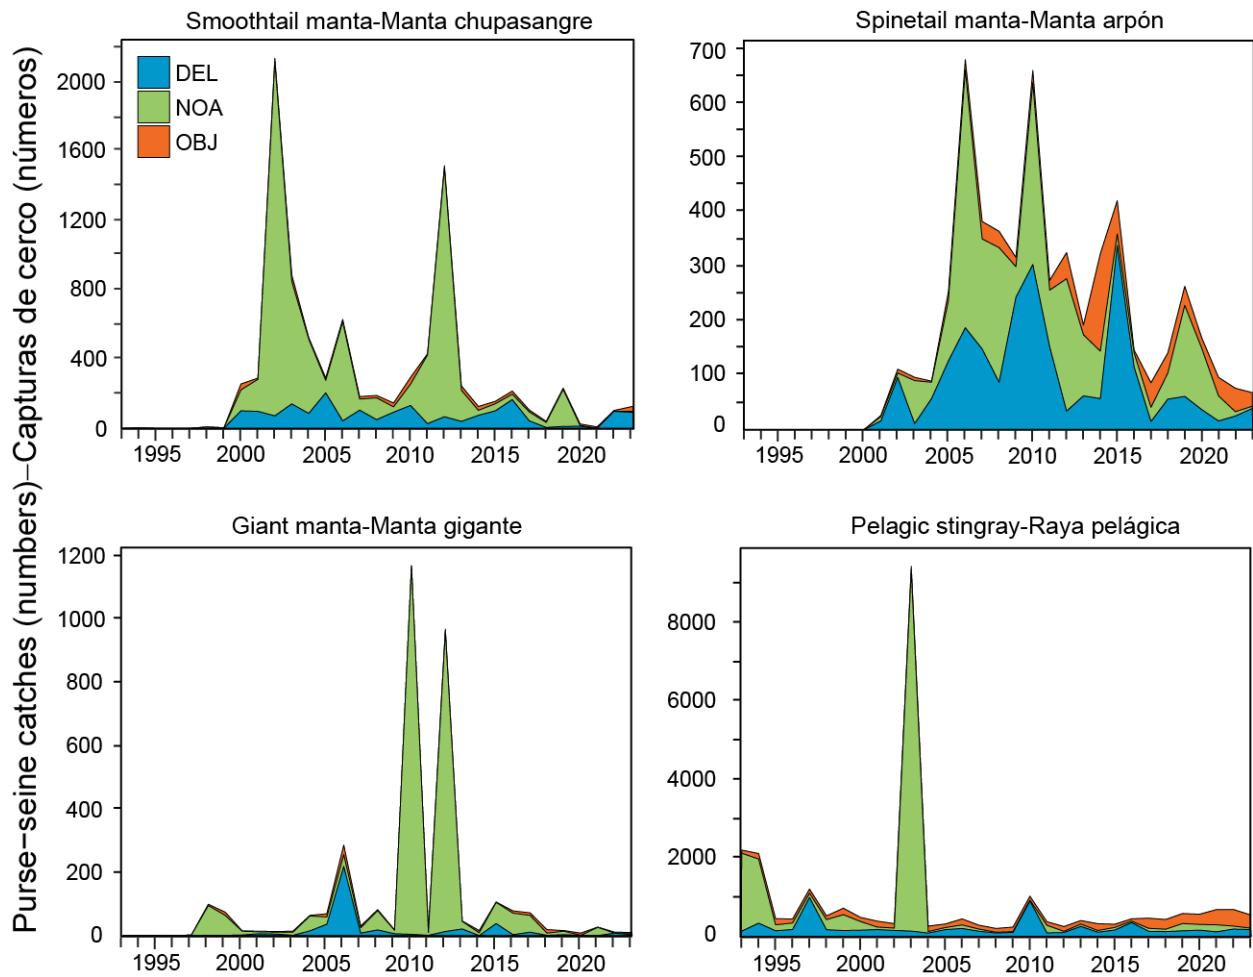 Purse−seine catches (numbers)−Capturas de cerco (números)
Smoothtail manta-Manta chupasangre
DEL
NOA
OBJ
2000
1600
1200
800
400
0
1995 2000 2005 2010 2015 2020
Spinetail manta-Manta arpón
700
600
500
400
300
200
100
0
1995 2000 2005 2010 2015 2020
Giant manta-Manta gigante
1200
1000
800
600
400
200
0
1995 2000 2005 2010 2015 2020
Pelagic stingray-Raya pelágica
8000
6000
4000
2000
0
1995 2000 2005 2010 2015 2020